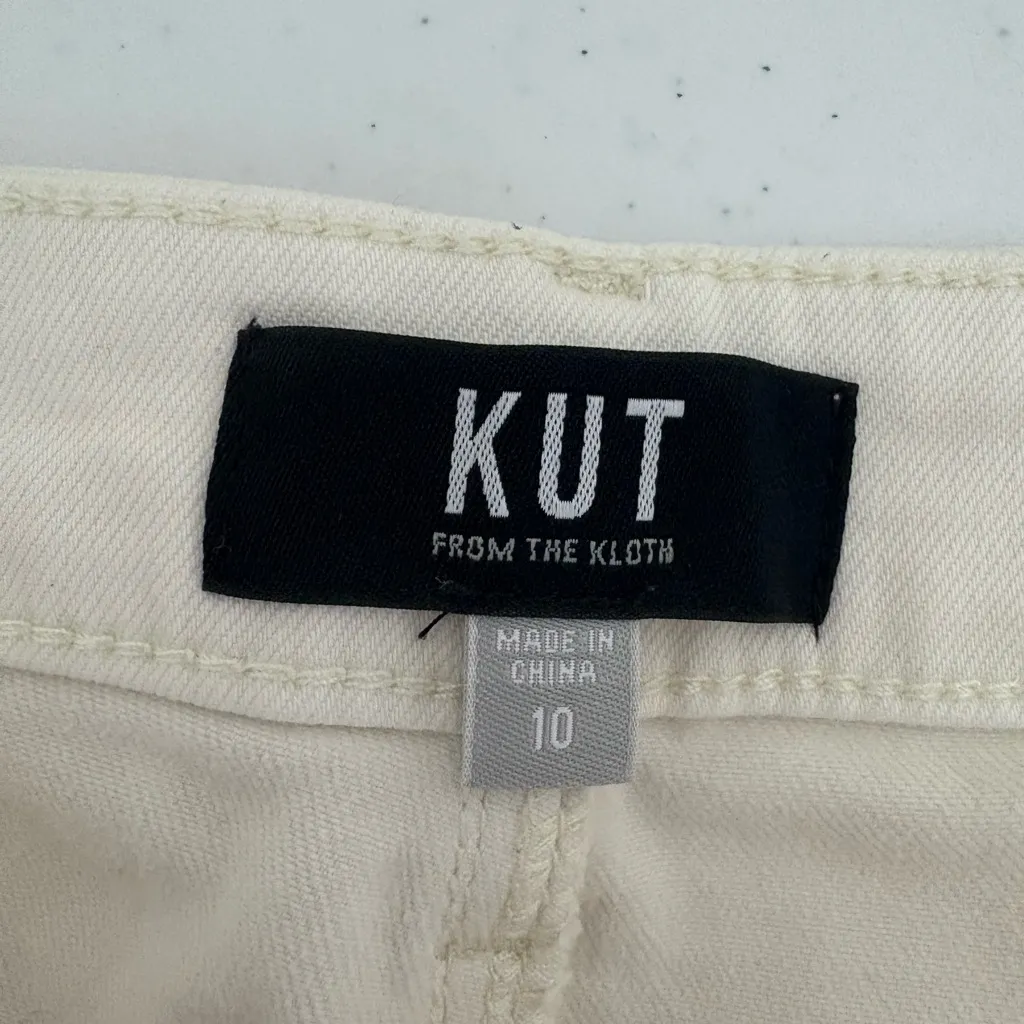 KUT
FROM THE KLOTH
MADE IN
CHINA
10